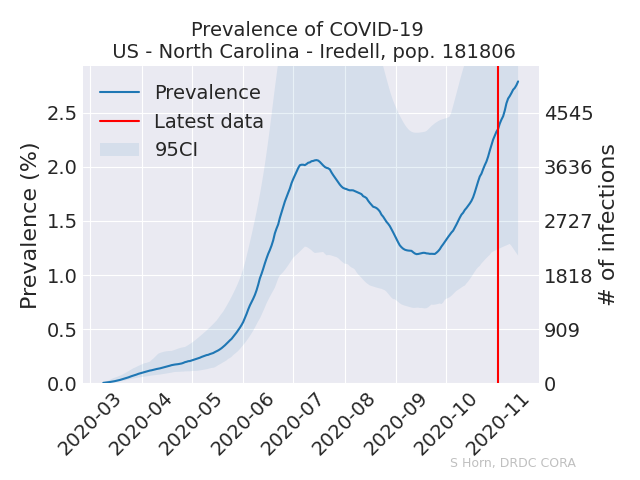 Prevalence of COVID-19
US - North Carolina - Iredell, pop. 181806
Prevalence
Latest data
95CI
Prevalence (%)
2.5
2.0
1.5
1.0
0.5
0.0
4545
3636
2727
1818
909
0
# of infections
2020-03
2020-04
2020-05
2020-06
2020-07
2020-08
2020-09
2020-10
2020-11
S Horn, DRDC CORA